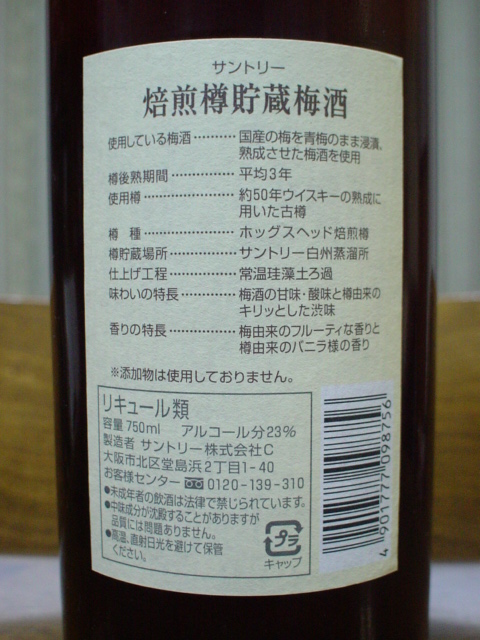 サントリー
焙煎樽貯蔵梅酒
使用している梅酒………… 国産の梅を青梅のまま浸漬、
熟成させた梅酒を使用
樽後熟期間………………平均3年
使用樽……………………約50年ウイスキーの熟成に
用いた古樽
樽 種……………………ホッグスヘッド焙煎樽
樽貯蔵場所………………サントリー白州蒸溜所
仕上げ工程………………常温珪藻土ろ過
味わいの特長……………梅酒の甘味・酸味と樽由来の
キリッとした渋味
香りの特長………………梅由来のフルーティな香りと
樽由来のバニラ様の香り
※添加物は使用しておりません。
リキュール類
容量 750ml アルコール分23%
製造者 サントリー株式会社C
大阪市北区堂島浜2丁目1-40
お客様センター 0120-139-310
●未成年者の飲酒は法律で禁じられています。
●中味成分が沈殿することがありますが
品質には問題ありません。
●高温、直射日光を避けて保管
ください。
プラ
キャップ
4 901777 098756